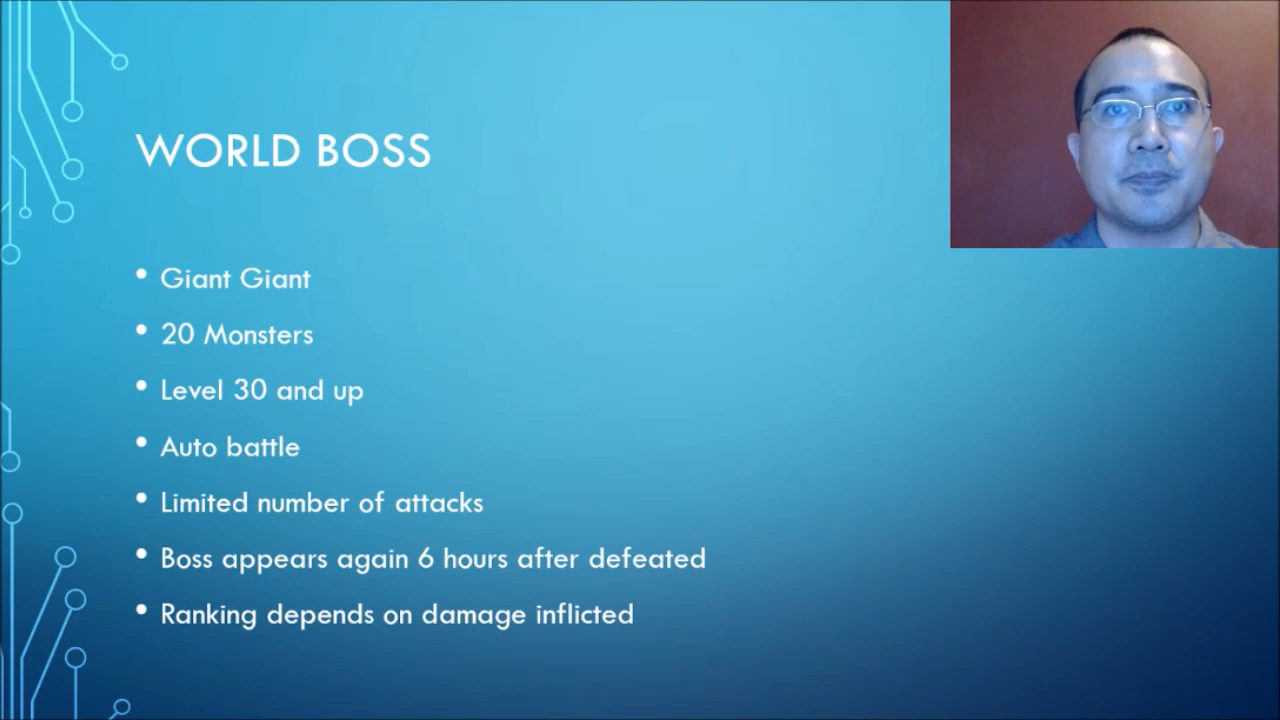 WORLD BOSS
• Giant Giant
• 20 Monsters
• Level 30 and up
• Auto battle
• Limited number of attacks
• Boss appears again 6 hours after defeated
• Ranking depends on damage inflicted